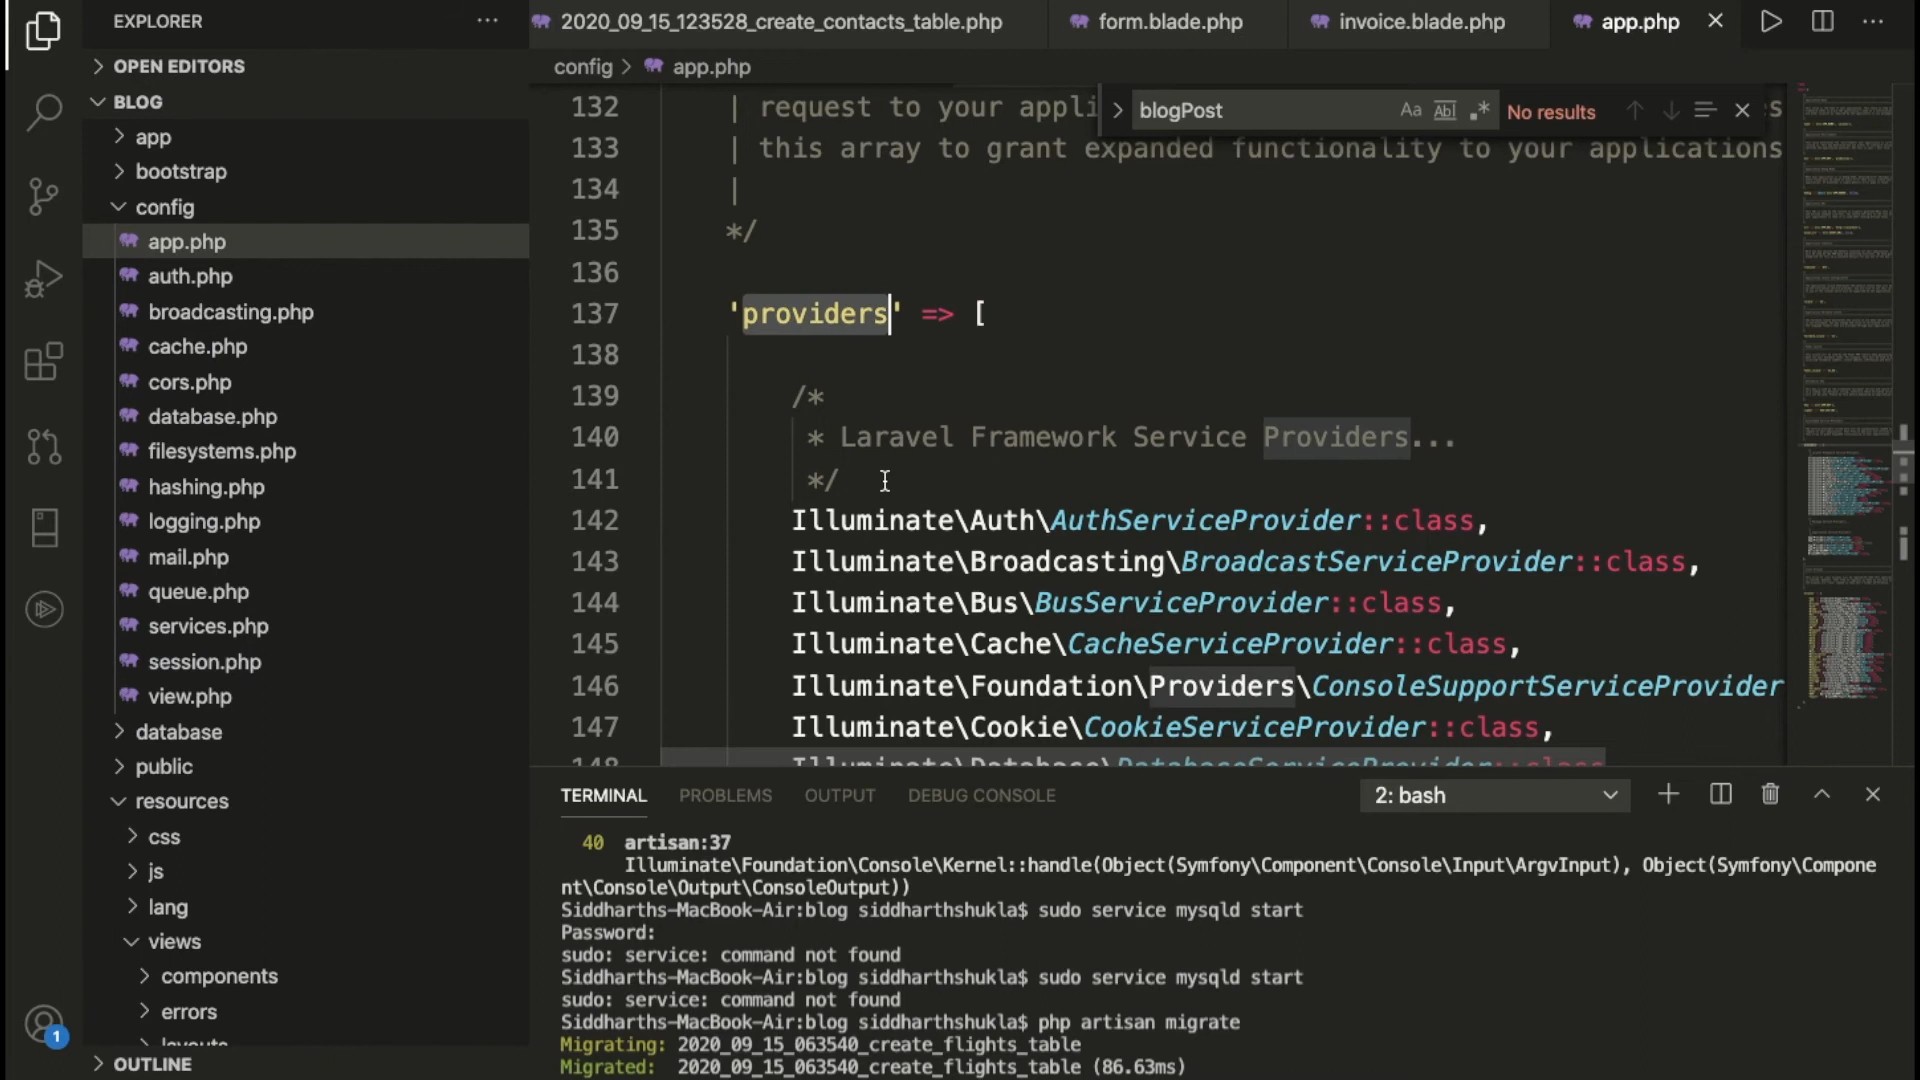 EXPLORER
2020_09_15_123528_create_contacts_table.php
form.blade.php
invoice.blade.php
app.php
OPEN EDITORS
BLOG
app
bootstrap
config
app.php
auth.php
broadcasting.php
cache.php
cors.php
database.php
filesystems.php
hashing.php
logging.php
mail.php
queue.php
services.php
session.php
view.php
database
public
resources
css
js
lang
views
components
errors
layouts
OUTLINE
1
config > app.php
blogPost
Aa Abl .*
No results
132 | request to your appli
133 | this array to grant expanded functionality to your applications
134 |
135 */
136
137 'providers' => [
138
139 /*
140 * Laravel Framework Service Providers...
141 */
142 Illuminate\Auth\AuthServiceProvider::class,
143 Illuminate\Broadcasting\BroadcastServiceProvider::class,
144 Illuminate\Bus\BusServiceProvider::class,
145 Illuminate\Cache\CacheServiceProvider::class,
146 Illuminate\Foundation\Providers\ConsoleSupportServiceProvider
147 Illuminate\Cookie\CookieServiceProvider::class,
148 Illuminate\Database\DatabaseServiceProvider::class
TERMINAL PROBLEMS OUTPUT DEBUG CONSOLE
2: bash
40 artisan:37
Illuminate\Foundation\Console\Kernel::handle(Object(Symfony\Component\Console\Input\ArgvInput), Object(Symfony\Compone
nt\Console\Output\ConsoleOutput))
Siddharths-MacBook-Air:blog siddharthshukla$ sudo service mysqld start
Password:
sudo: service: command not found
Siddharths-MacBook-Air:blog siddharthshukla$ sudo service mysqld start
sudo: service: command not found
Siddharths-MacBook-Air:blog siddharthshukla$ php artisan migrate
Migrating: 2020_09_15_063540_create_flights_table
Migrated: 2020_09_15_063540_create_flights_table (86.63ms)